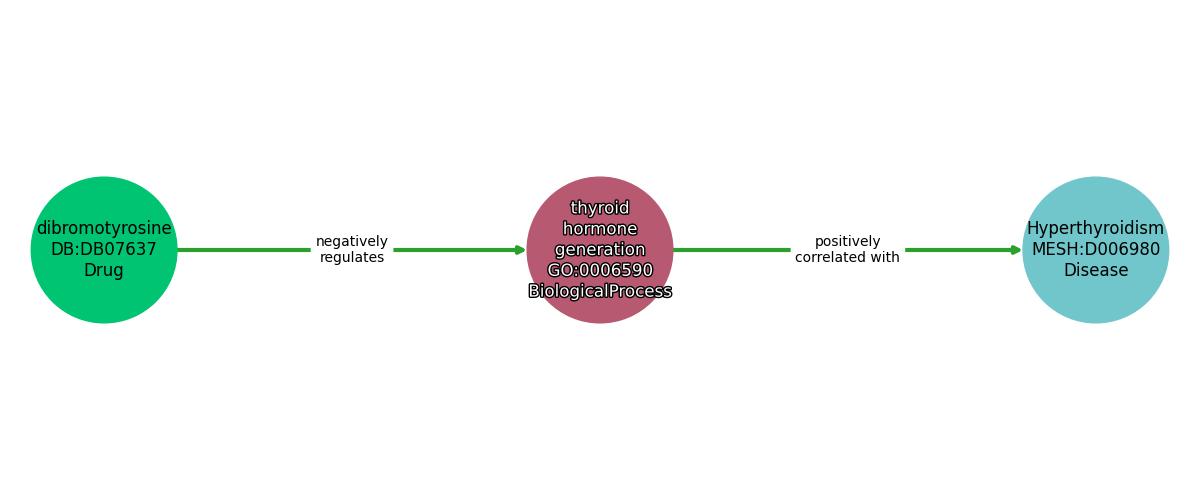 dibromotyrosine
DB:DB07637
Drug
negatively
regulates
thyroid
hormone
generation
GO:0006590
BiologicalProcess
positively
correlated with
Hyperthyroidism
MESH:D006980
Disease